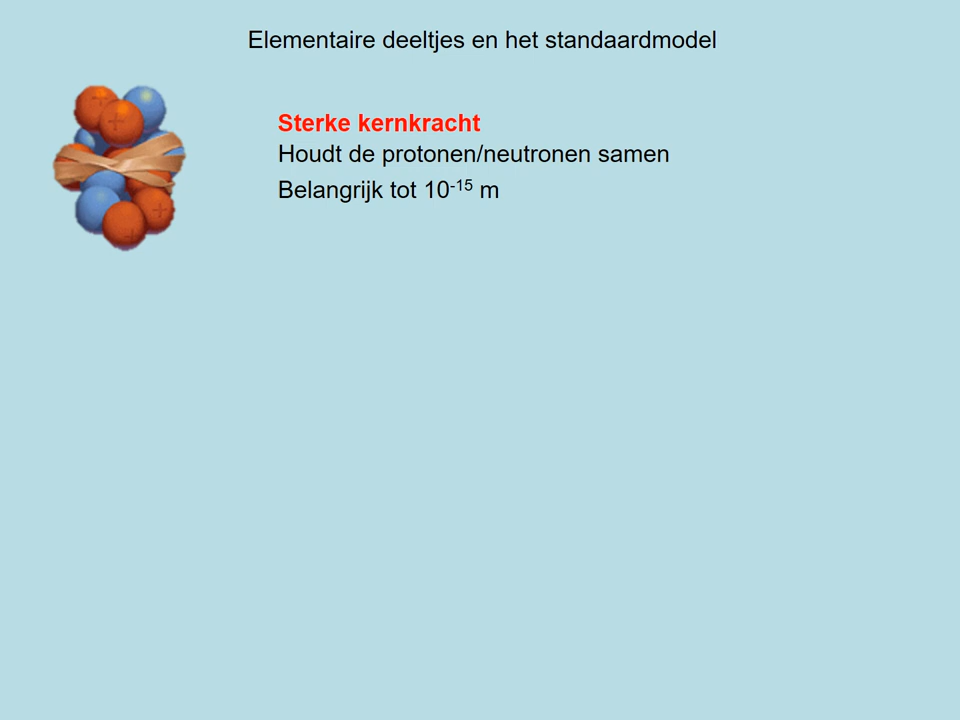 Elementaire deeltjes en het standaardmodel
Sterke kernkracht
Houdt de protonen/neutronen samen
Belangrijk tot 10⁻¹⁵ m